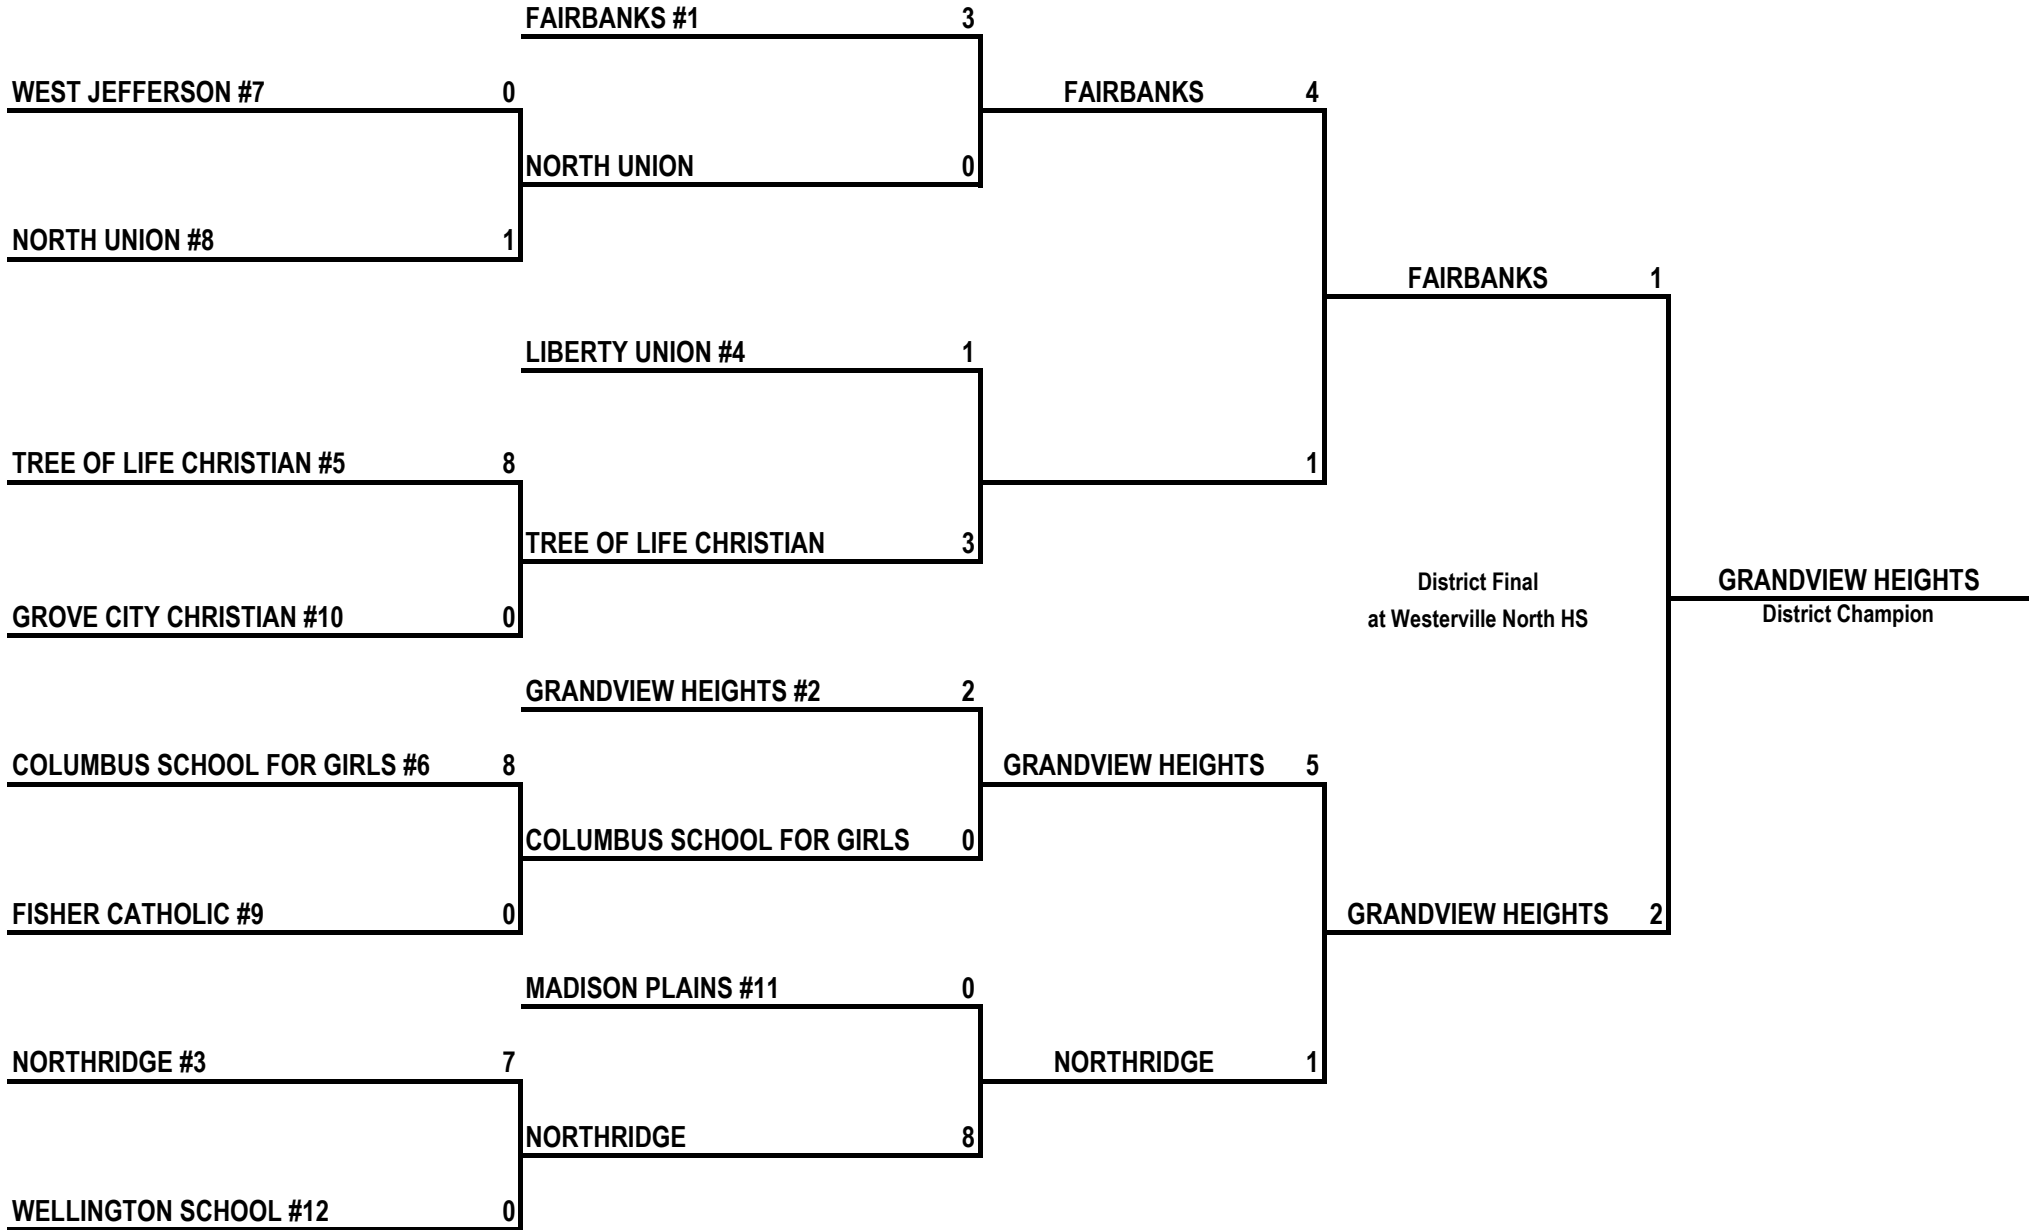 FAIRBANKS #1 3
WEST JEFFERSON #7 0
FAIRBANKS 4
NORTH UNION 0
NORTH UNION #8 1
FAIRBANKS 1
LIBERTY UNION #4 1
TREE OF LIFE CHRISTIAN #5 8
1
TREE OF LIFE CHRISTIAN 3
District Final
at Westerville North HS
GRANDVIEW HEIGHTS
District Champion
GROVE CITY CHRISTIAN #10 0
GRANDVIEW HEIGHTS #2 2
COLUMBUS SCHOOL FOR GIRLS #6 8
GRANDVIEW HEIGHTS 5
COLUMBUS SCHOOL FOR GIRLS 0
FISHER CATHOLIC #9 0
GRANDVIEW HEIGHTS 2
MADISON PLAINS #11 0
NORTHRIDGE #3 7
NORTHRIDGE 1
NORTHRIDGE 8
WELLINGTON SCHOOL #12 0